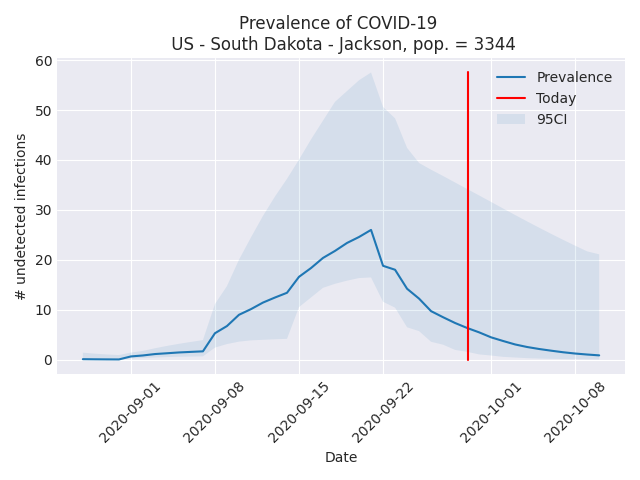 Prevalence of COVID-19
US - South Dakota - Jackson, pop. = 3344
60
50
40
30
20
10
0
# undetected infections
Prevalence
Today
95CI
2020-09-01
2020-09-08
2020-09-15
2020-09-22
2020-10-01
2020-10-08
Date